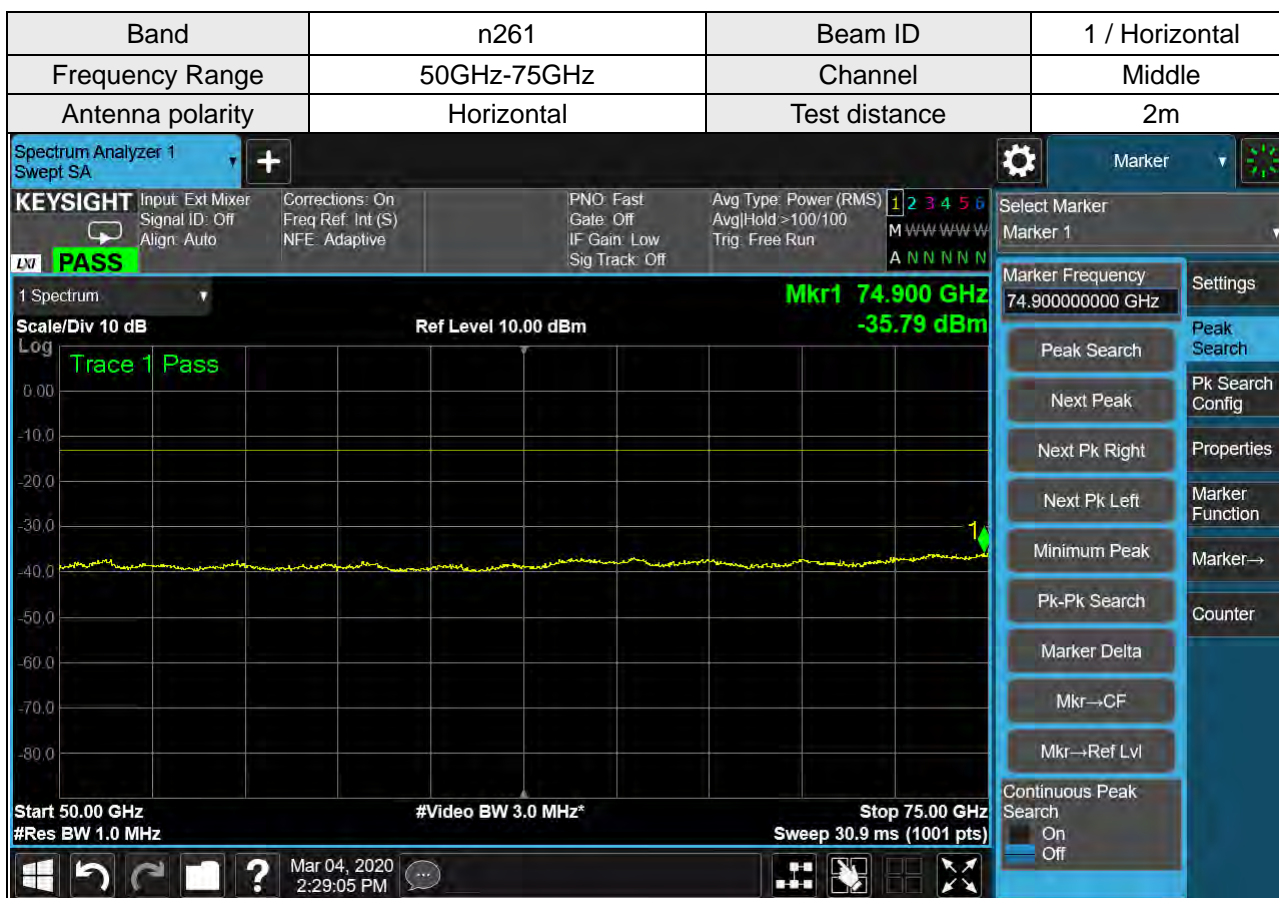 Band n261 Beam ID 1 / Horizontal
Frequency Range 50GHz-75GHz Channel Middle
Antenna polarity Horizontal Test distance 2m
Spectrum Analyzer 1
Swept SA
+
Marker
KEYSIGHT
LXI PASS
Input: Ext Mixer
Signal ID: Off
Align: Auto
Corrections: On
Freq Ref: Int (S)
NFE: Adaptive
PNO: Fast
Gate: Off
IF Gain: Low
Sig Track: Off
Avg Type: Power (RMS)
Avg|Hold >100/100
Trig: Free Run
1 2 3 4 5 6
M W W W W W
A N N N N N
Select Marker
Marker 1
1 Spectrum
Scale/Div 10 dB
Log
Ref Level 10.00 dBm
Mkr1 74.900 GHz
-35.79 dBm
Trace 1 Pass
0.00
-10.0
-20.0
-30.0
-40.0
-50.0
-60.0
-70.0
-80.0
1
Start 50.00 GHz
#Res BW 1.0 MHz
#Video BW 3.0 MHz*
Stop 75.00 GHz
Sweep 30.9 ms (1001 pts)
Marker Frequency
74.900000000 GHz
Peak Search
Next Peak
Next Pk Right
Next Pk Left
Minimum Peak
Pk-Pk Search
Marker Delta
Mkr→CF
Mkr→Ref Lvl
Continuous Peak
Search
On
Off
Settings
Peak
Search
Pk Search
Config
Properties
Marker
Function
Marker→
Counter
?
Mar 04, 2020
2:29:05 PM